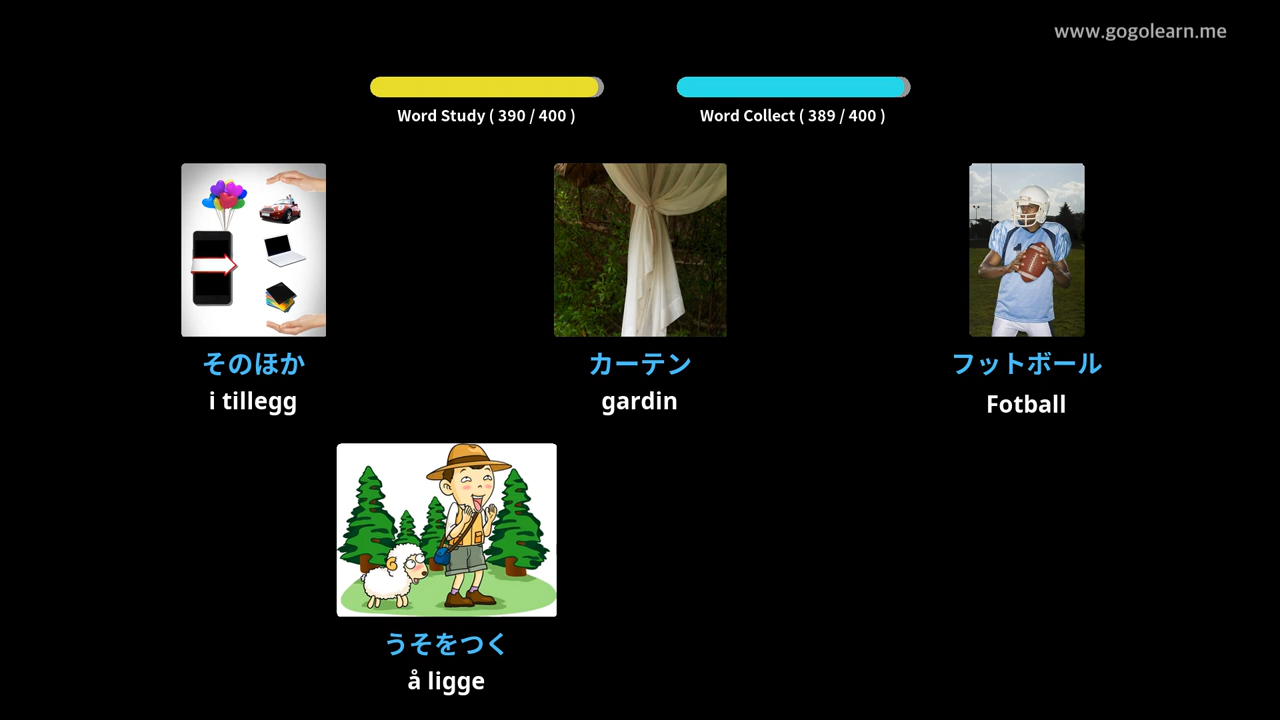 www.gogolearn.me
Word Study ( 390 / 400 )
Word Collect ( 389 / 400 )
そのほか
i tillegg
カーテン
gardin
フットボール
Fotball
うそをつく
å ligge